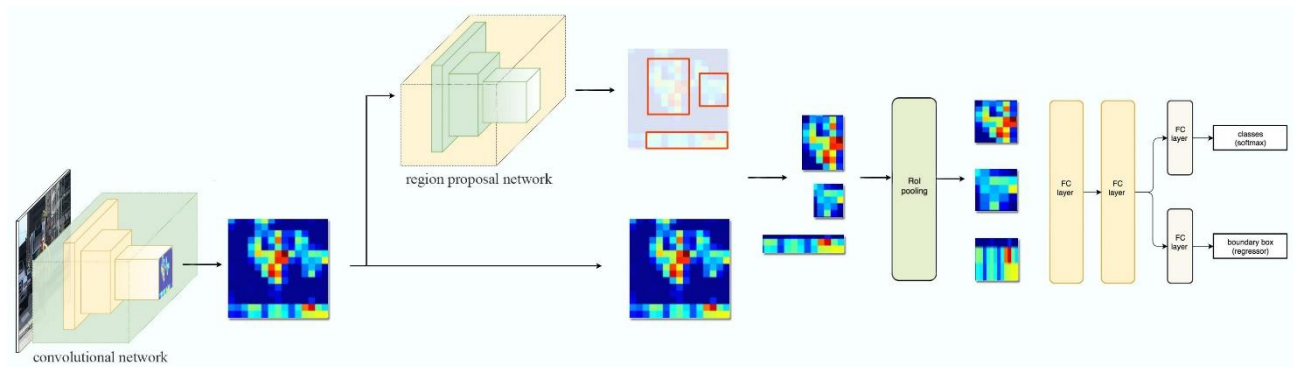 convolutional network
region proposal network
RoI
pooling
FC
layer
FC
layer
FC
layer
classes
(softmax)
FC
layer
boundary box
(regressor)